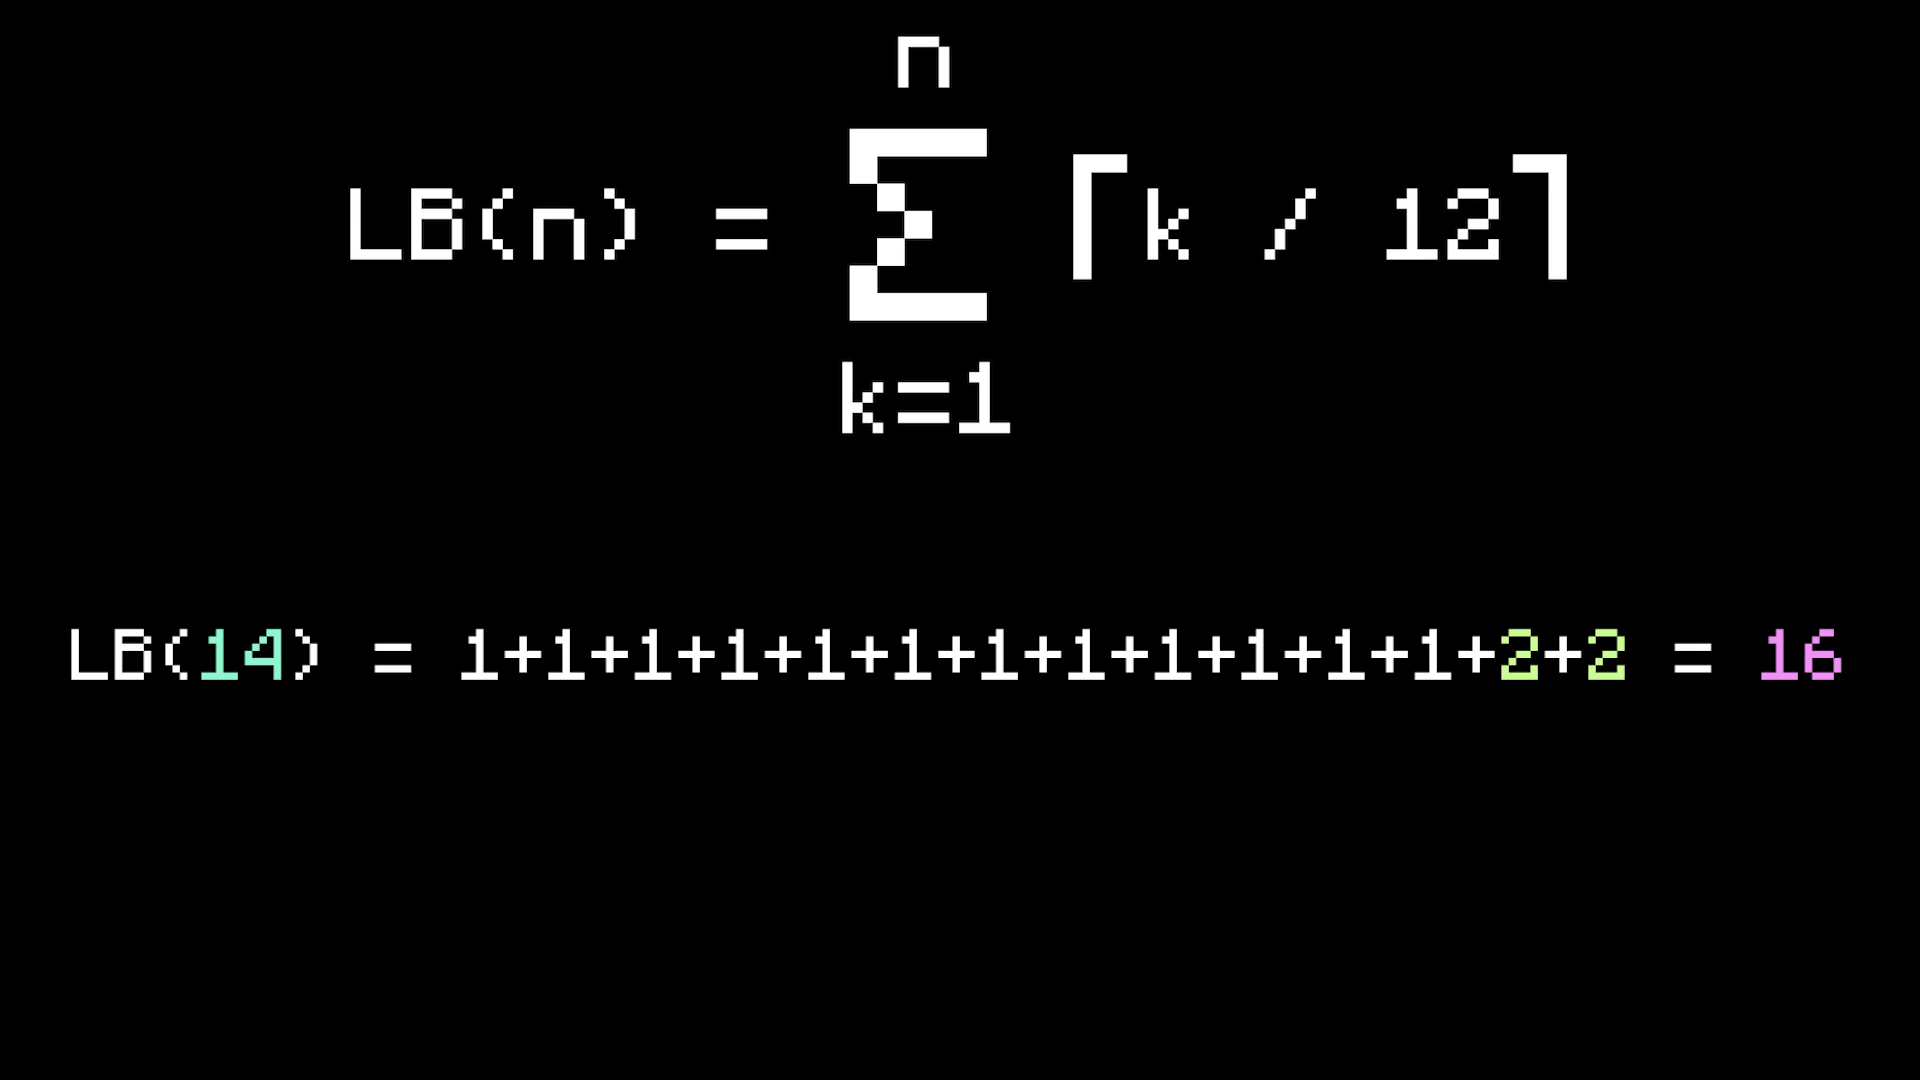 n
LB(n) = Σ ⌈k / 12⌉
k=1
LB(14) = 1+1+1+1+1+1+1+1+1+1+1+1+2+2 = 16